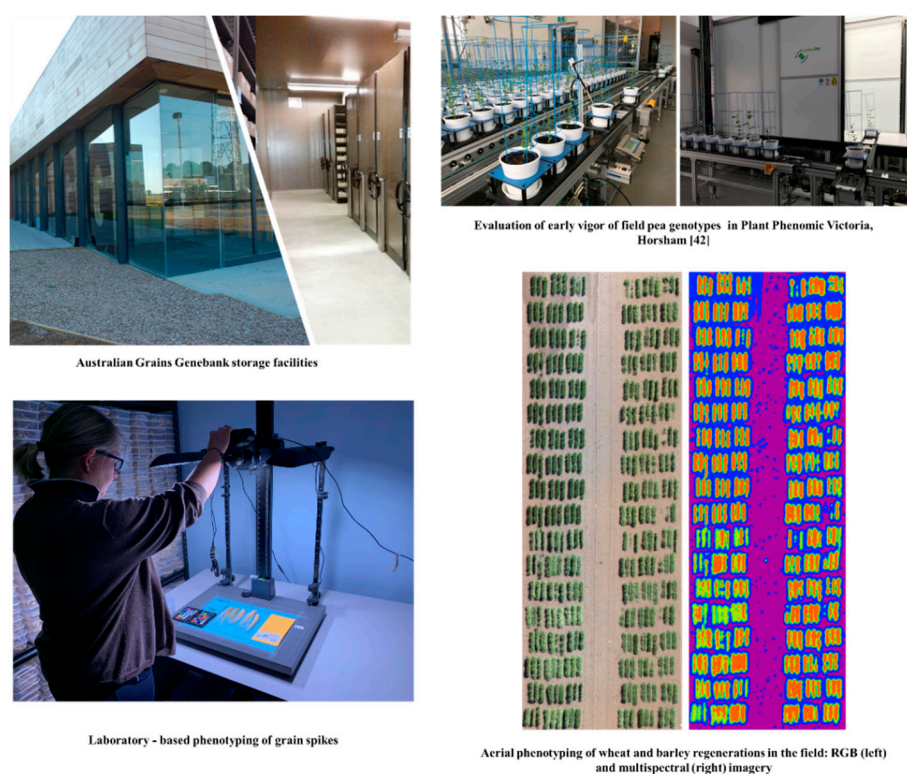 Australian Grains Genebank storage facilities
Evaluation of early vigor of field pea genotypes in Plant Phenomic Victoria,
Horsham [42]
Laboratory - based phenotyping of grain spikes
Aerial phenotyping of wheat and barley regenerations in the field: RGB (left)
and multispectral (right) imagery